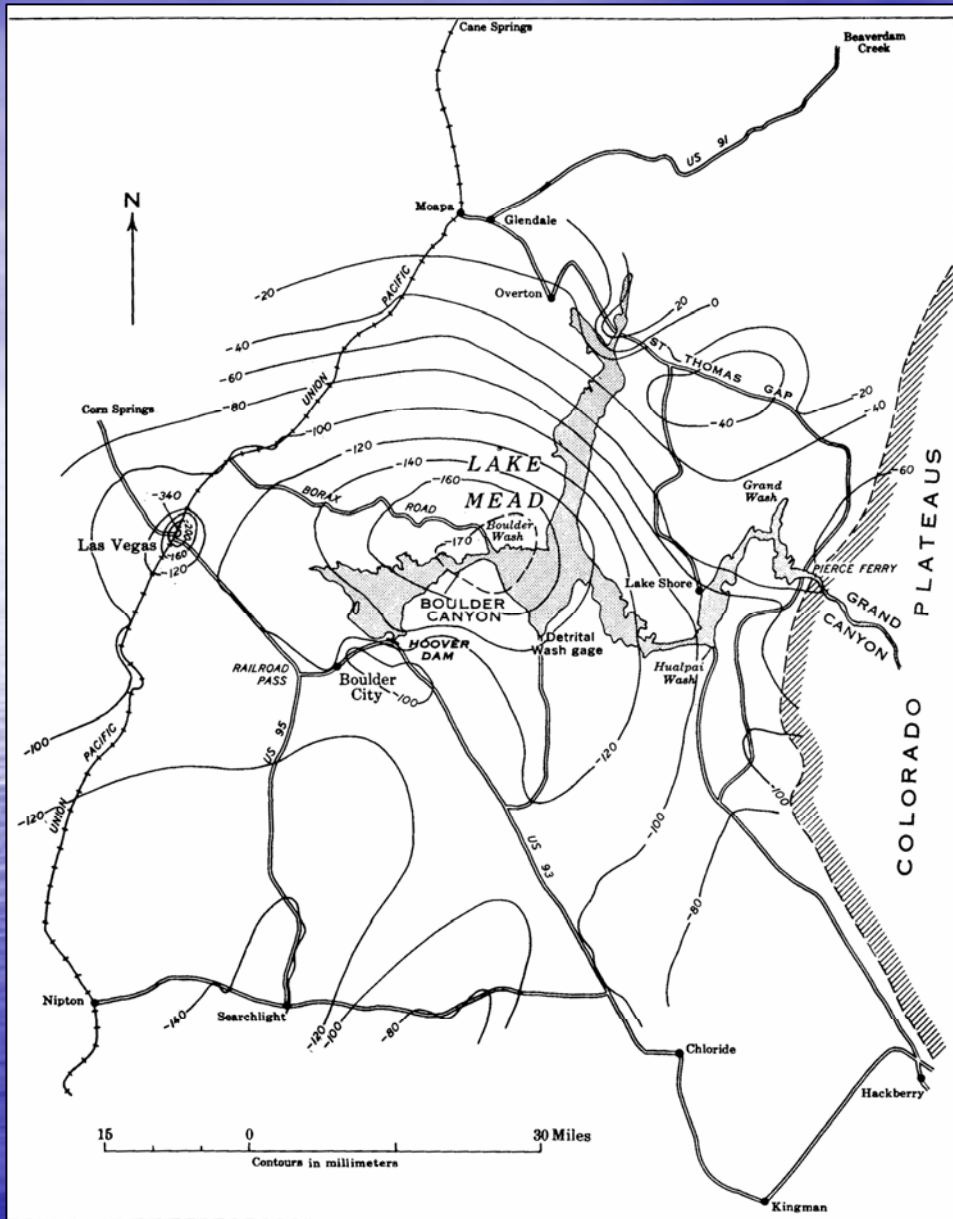 Cane Springs
Beaverdam
Creek
US 91
N
Moapa
Glendale
Overton
-20
-40
-60
-80
-100
-120
-140
-160
-170
20
0
ST THOMAS GAP
-20
-40
-40
-60
UNION PACIFIC
Corn Springs
-340
-200
-160
-120
Las Vegas
LAKE
MEAD
BORAX ROAD
Boulder
Wash
Grand
Wash
PIERCE FERRY
GRAND
CANYON
COLORADO PLATEAUS
Lake Shore
BOULDER
CANYON
HOOVER
DAM
Detrital
Wash gage
Hualpai
Wash
RAILROAD
PASS
Boulder
City
-100
-100
-120
-120
-100
-100
-80
US 95
US 93
UNION PACIFIC
Nipton
Searchlight
-140
-120
-100
-80
Chloride
Hackberry
Kingman
15 0 30 Miles
Contours in millimeters